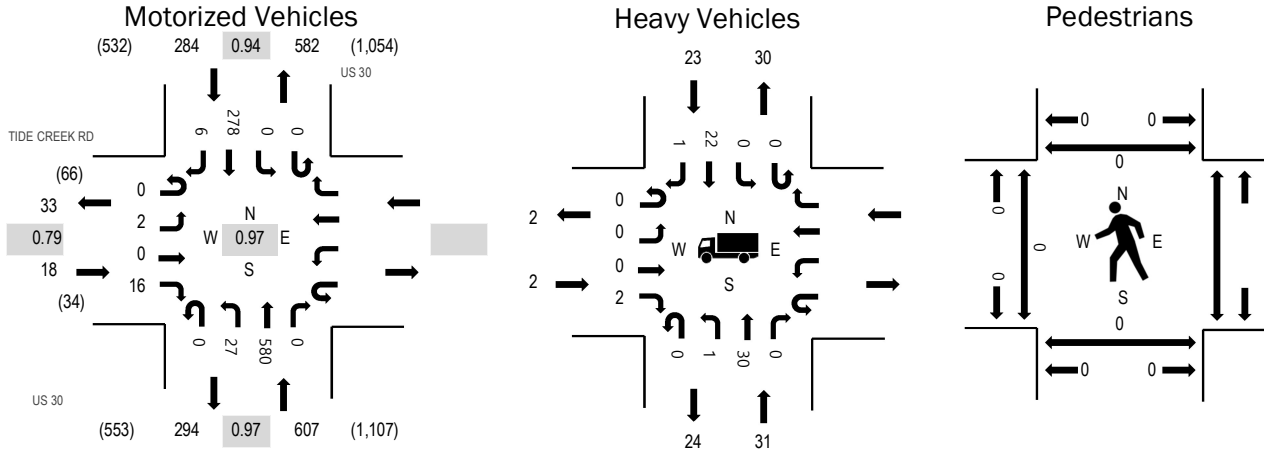 Motorized Vehicles
(532) 284 0.94 582 (1,054)
US 30
TIDE CREEK RD
6 278 0 0
(66)
33
0.79
18
(34)
0
2
0
16
N
W 0.97 E
S
0 27 580 0
US 30
(553) 294 0.97 607 (1,107)
Heavy Vehicles
23 30
1 22 0 0
2
2
0
0
0
2
N
W E
S
0 1 30 0
24 31
Pedestrians
0 0
0
0
0
0
N
W E
S
0
0 0